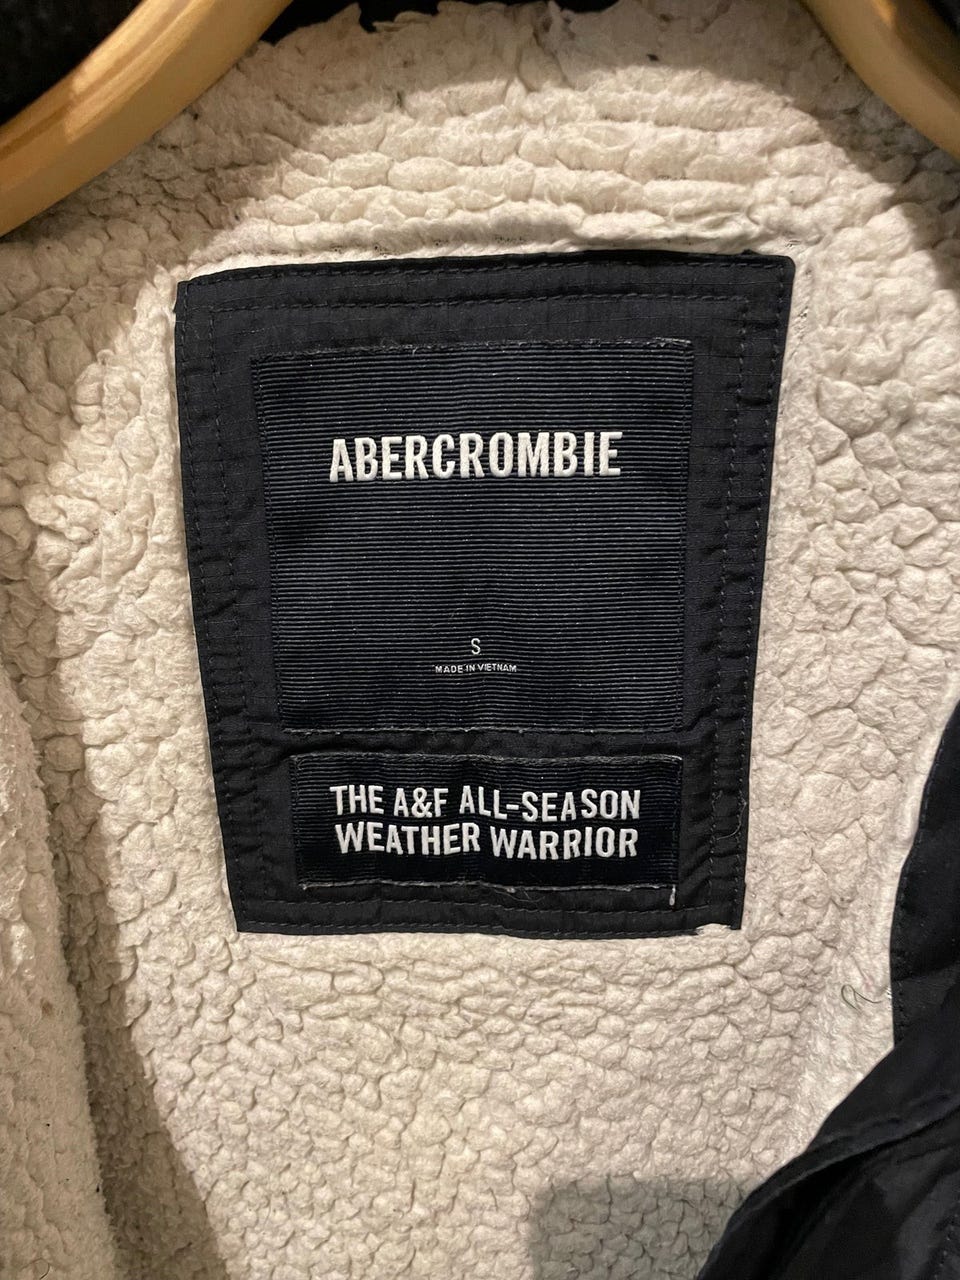 ABERCROMBIE
S
MADE IN VIETNAM
THE A&F ALL-SEASON
WEATHER WARRIOR